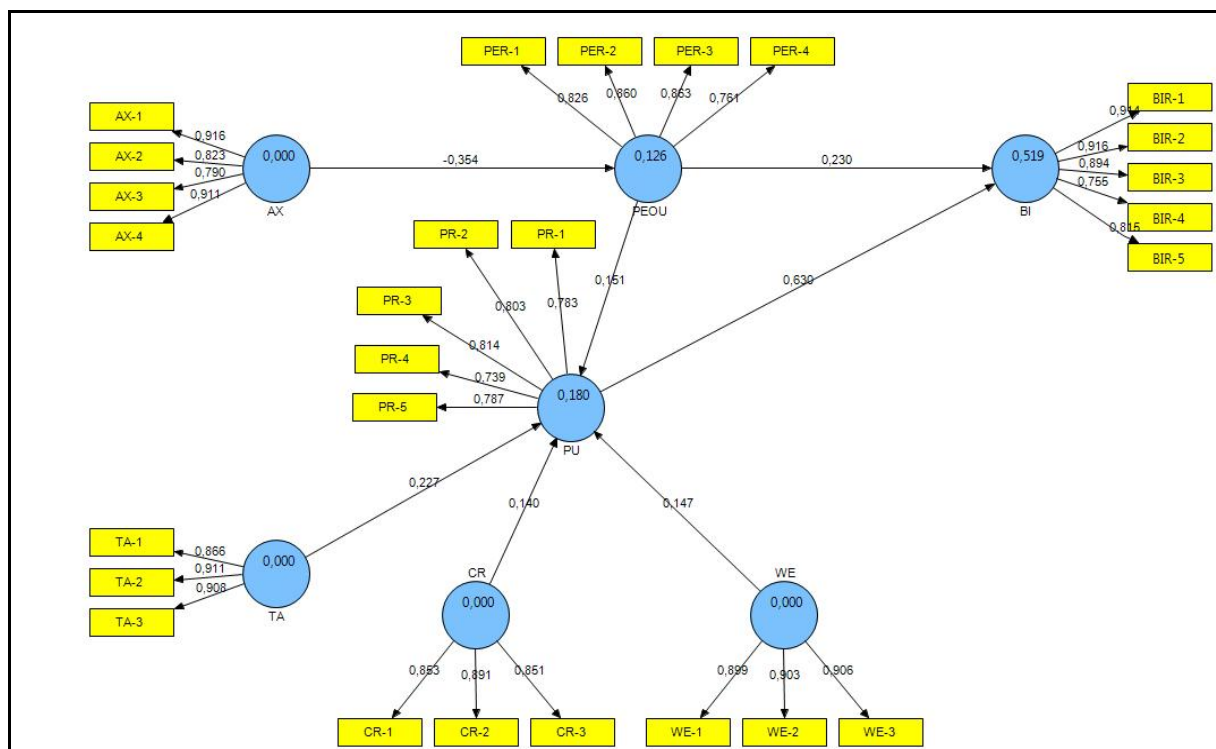 PER-1 PER-2 PER-3 PER-4
0,826 0,860 0,863 0,761
AX-1
AX-2
AX-3
AX-4
0,916
0,823
0,790
0,911
0,000
AX
-0,354
0,126
PEOU
0,230
0,519
BI
0,914
0,916
0,894
0,755
0,815
BIR-1
BIR-2
BIR-3
BIR-4
BIR-5
PR-2 PR-1
PR-3
PR-4
PR-5
0,803 0,783
0,814
0,739
0,787
0,151
0,630
0,180
PU
0,227
0,140
0,147
TA-1
TA-2
TA-3
0,866
0,911
0,908
0,000
TA
CR
0,000
WE
0,000
0,853 0,891 0,851
0,899 0,903 0,906
CR-1 CR-2 CR-3
WE-1 WE-2 WE-3